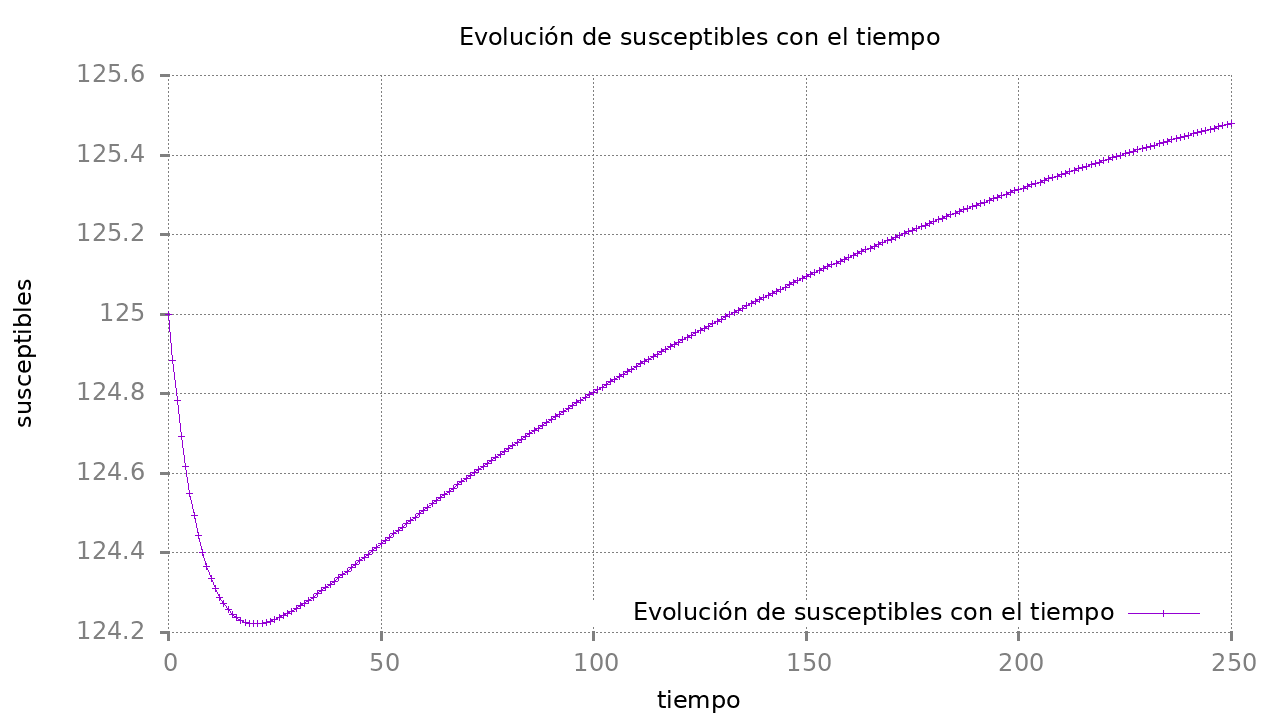 Evolución de susceptibles con el tiempo
125.6
125.4
125.2
125
124.8
124.6
124.4
124.2
susceptibles
Evolución de susceptibles con el tiempo
0 50 100 150 200 250
tiempo